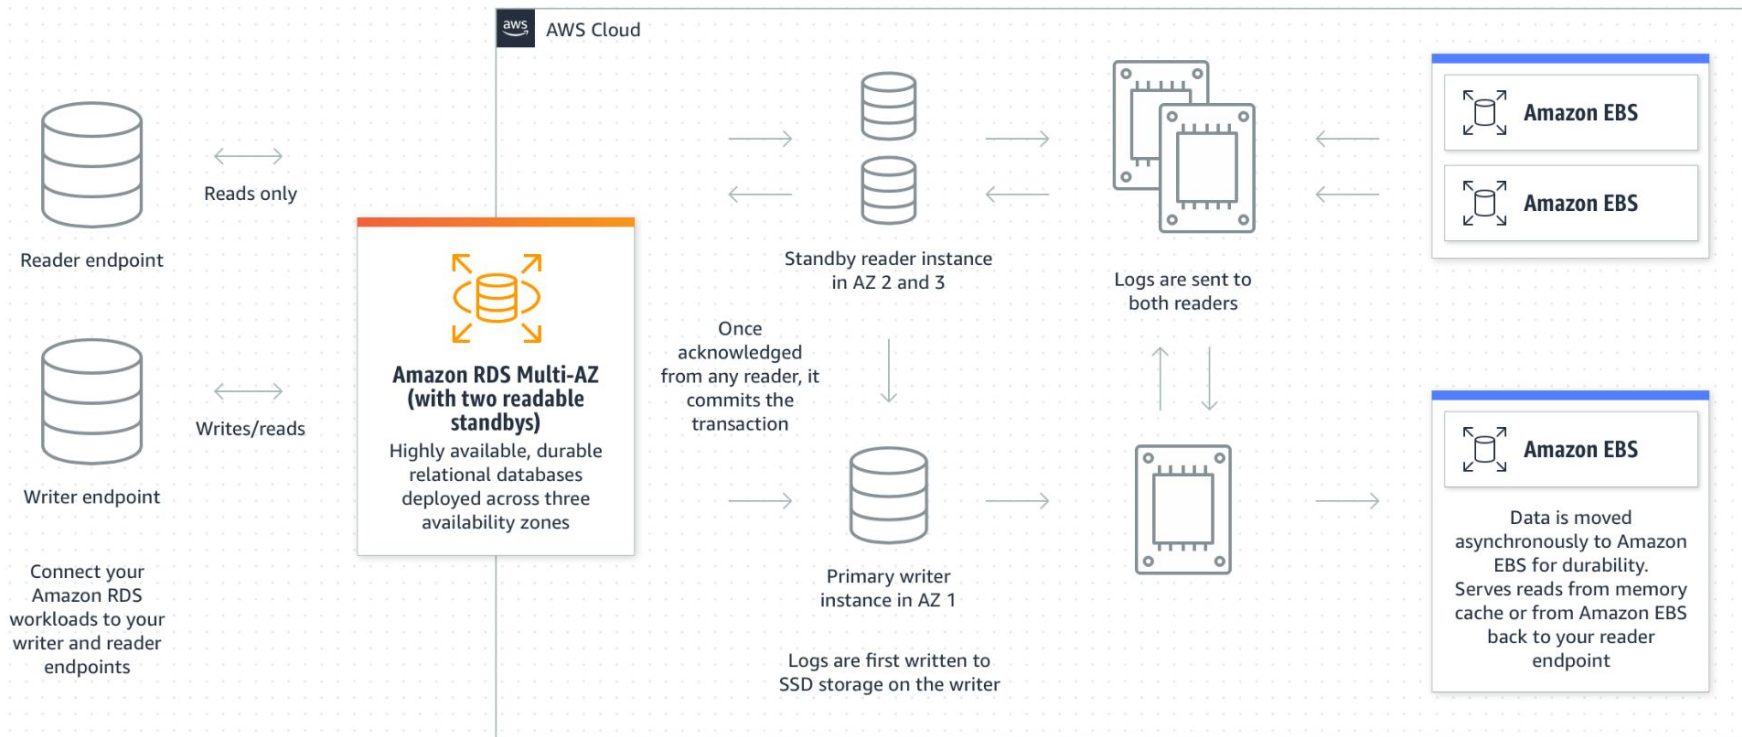 aws
AWS Cloud
Reads only
Reader endpoint
Writes/reads
Writer endpoint
Connect your
Amazon RDS
workloads to your
writer and reader
endpoints
Amazon RDS Multi-AZ
(with two readable
standbys)
Highly available, durable
relational databases
deployed across three
availability zones
Standby reader instance
in AZ 2 and 3
Once
acknowledged
from any reader, it
commits the
transaction
Primary writer
instance in AZ 1
Logs are first written to
SSD storage on the writer
Logs are sent to
both readers
Amazon EBS
Amazon EBS
Amazon EBS
Data is moved
asynchronously to Amazon
EBS for durability.
Serves reads from memory
cache or from Amazon EBS
back to your reader
endpoint